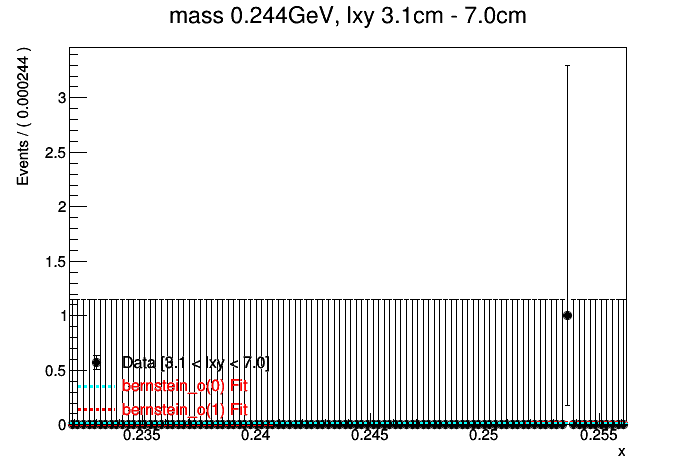 mass 0.244GeV, lxy 3.1cm - 7.0cm
Events / ( 0.000244 )
3
2.5
2
1.5
1
0.5
0
Data [3.1 < lxy < 7.0]
bernstein_o(0) Fit
bernstein_o(1) Fit
0.235 0.24 0.245 0.25 0.255
x